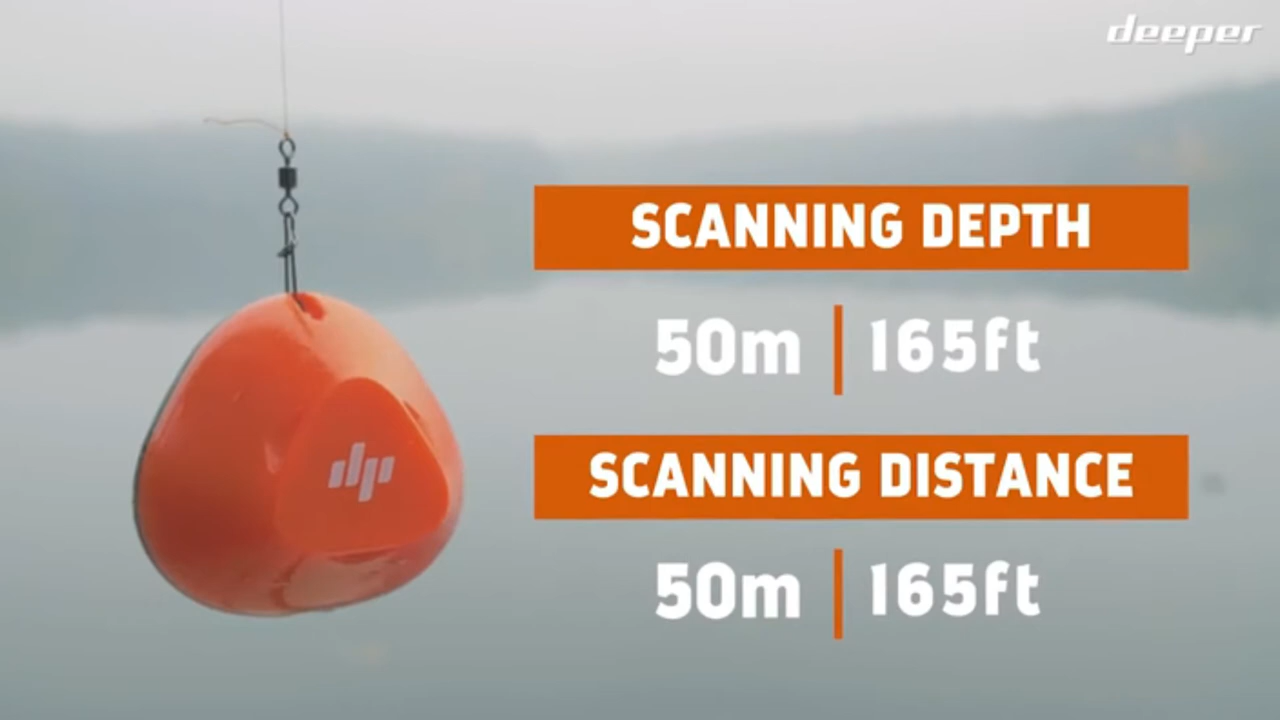 deeper
SCANNING DEPTH
50m | 165ft
SCANNING DISTANCE
50m | 165ft